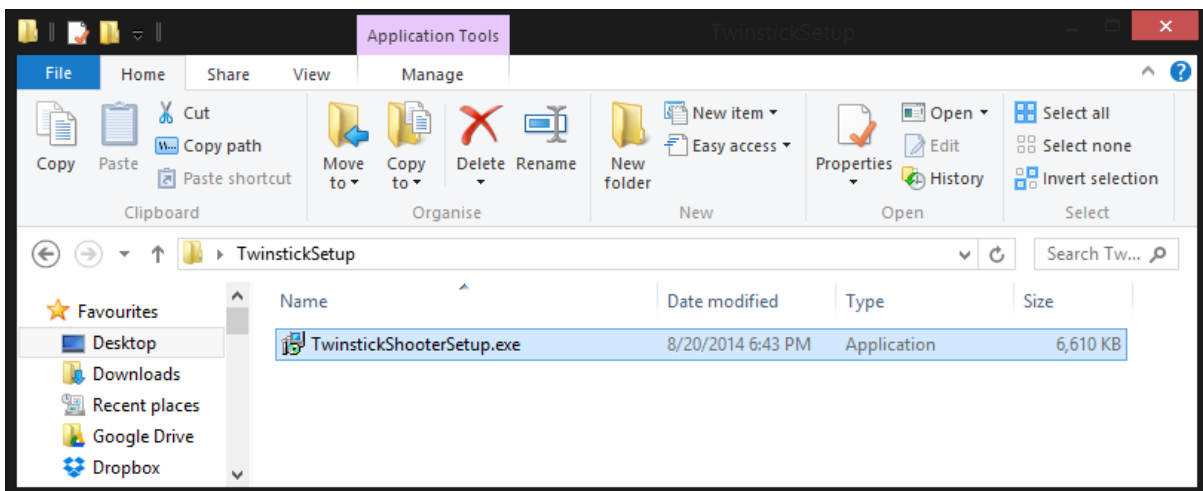 Application Tools
TwinstickSetup
File Home Share View Manage
Copy
Paste
Cut
Copy path
Paste shortcut
Clipboard
Move to
Copy to
Delete
Rename
Organise
New folder
New item
Easy access
New
Properties
Open
Edit
History
Open
Select all
Select none
Invert selection
Select
TwinstickSetup
Search Tw...
Favourites
Desktop
Downloads
Recent places
Google Drive
Dropbox
Name Date modified Type Size
TwinstickShooterSetup.exe 8/20/2014 6:43 PM Application 6,610 KB